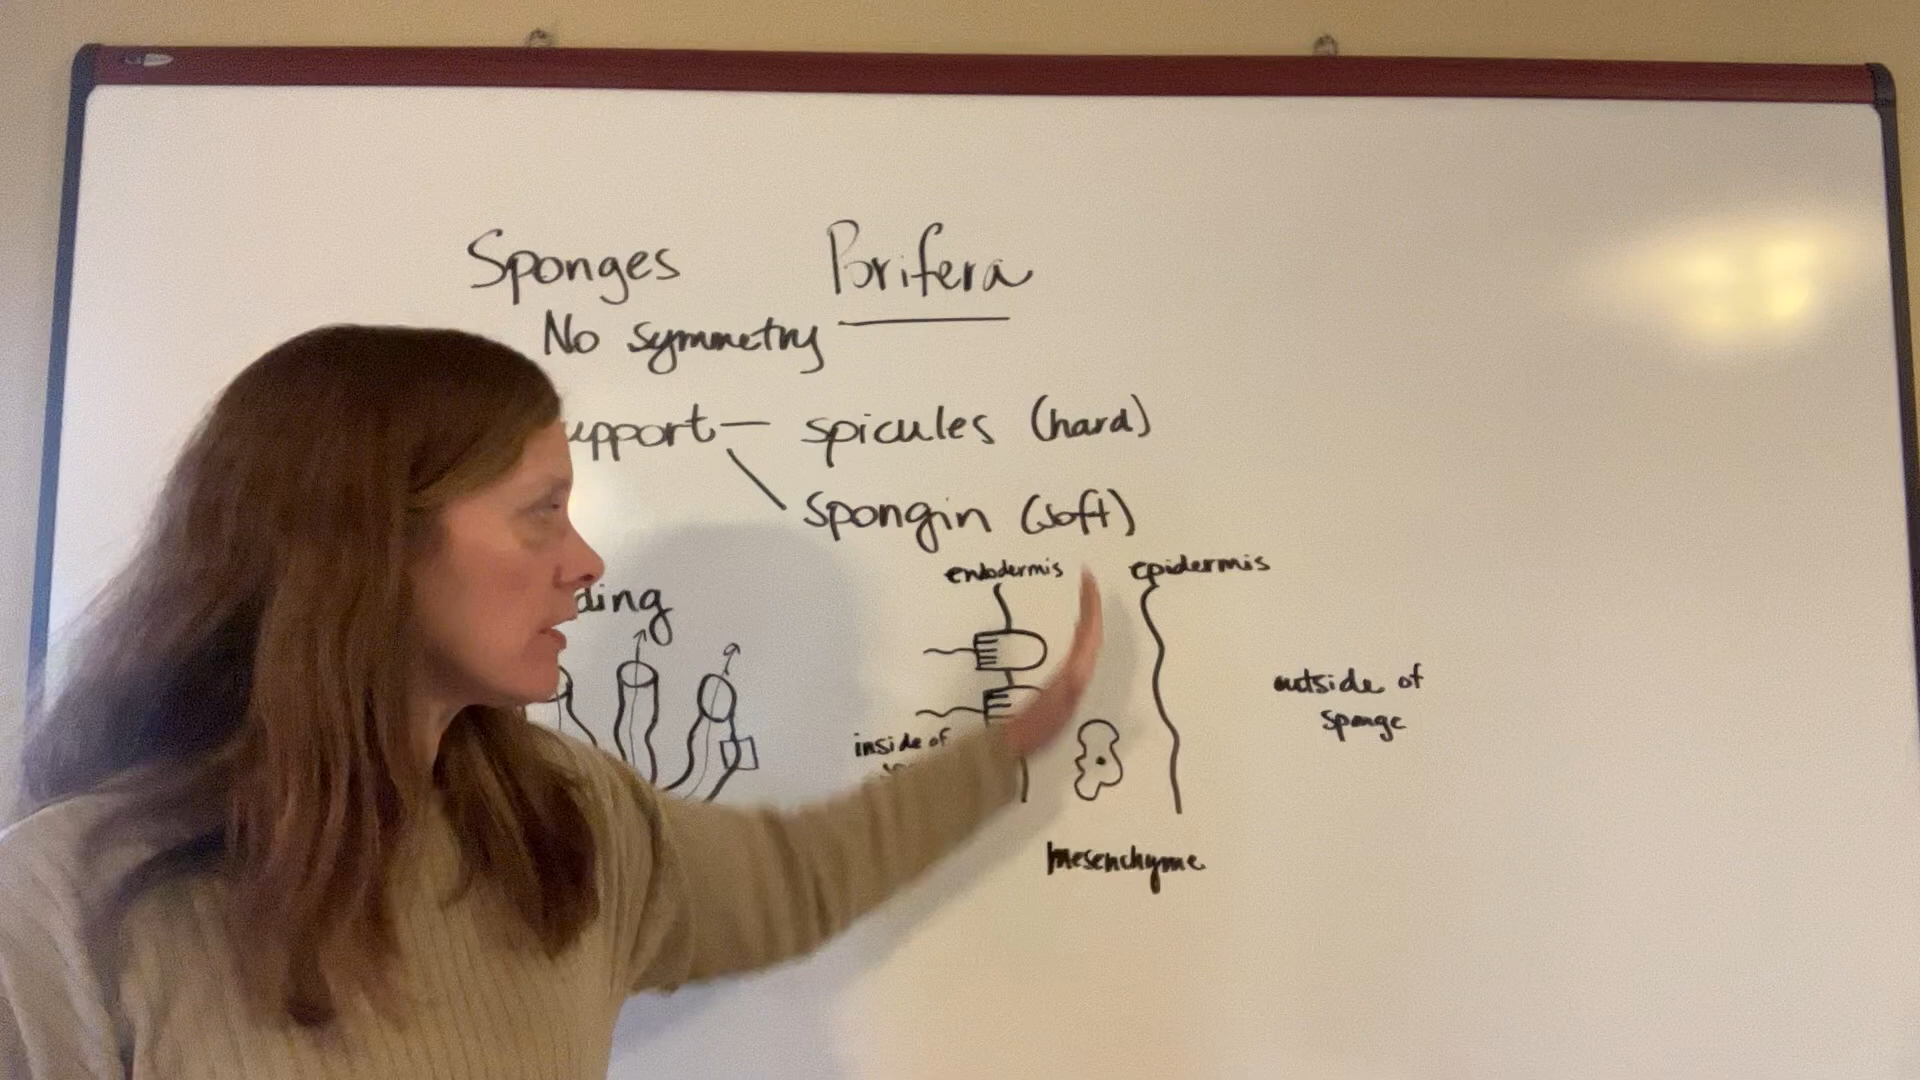 Sponges Porifera
No symmetry
upport — spicules (hard)
spongin (soft)
ding
endodermis epidermis
inside of
outside of
sponge
mesenchyme